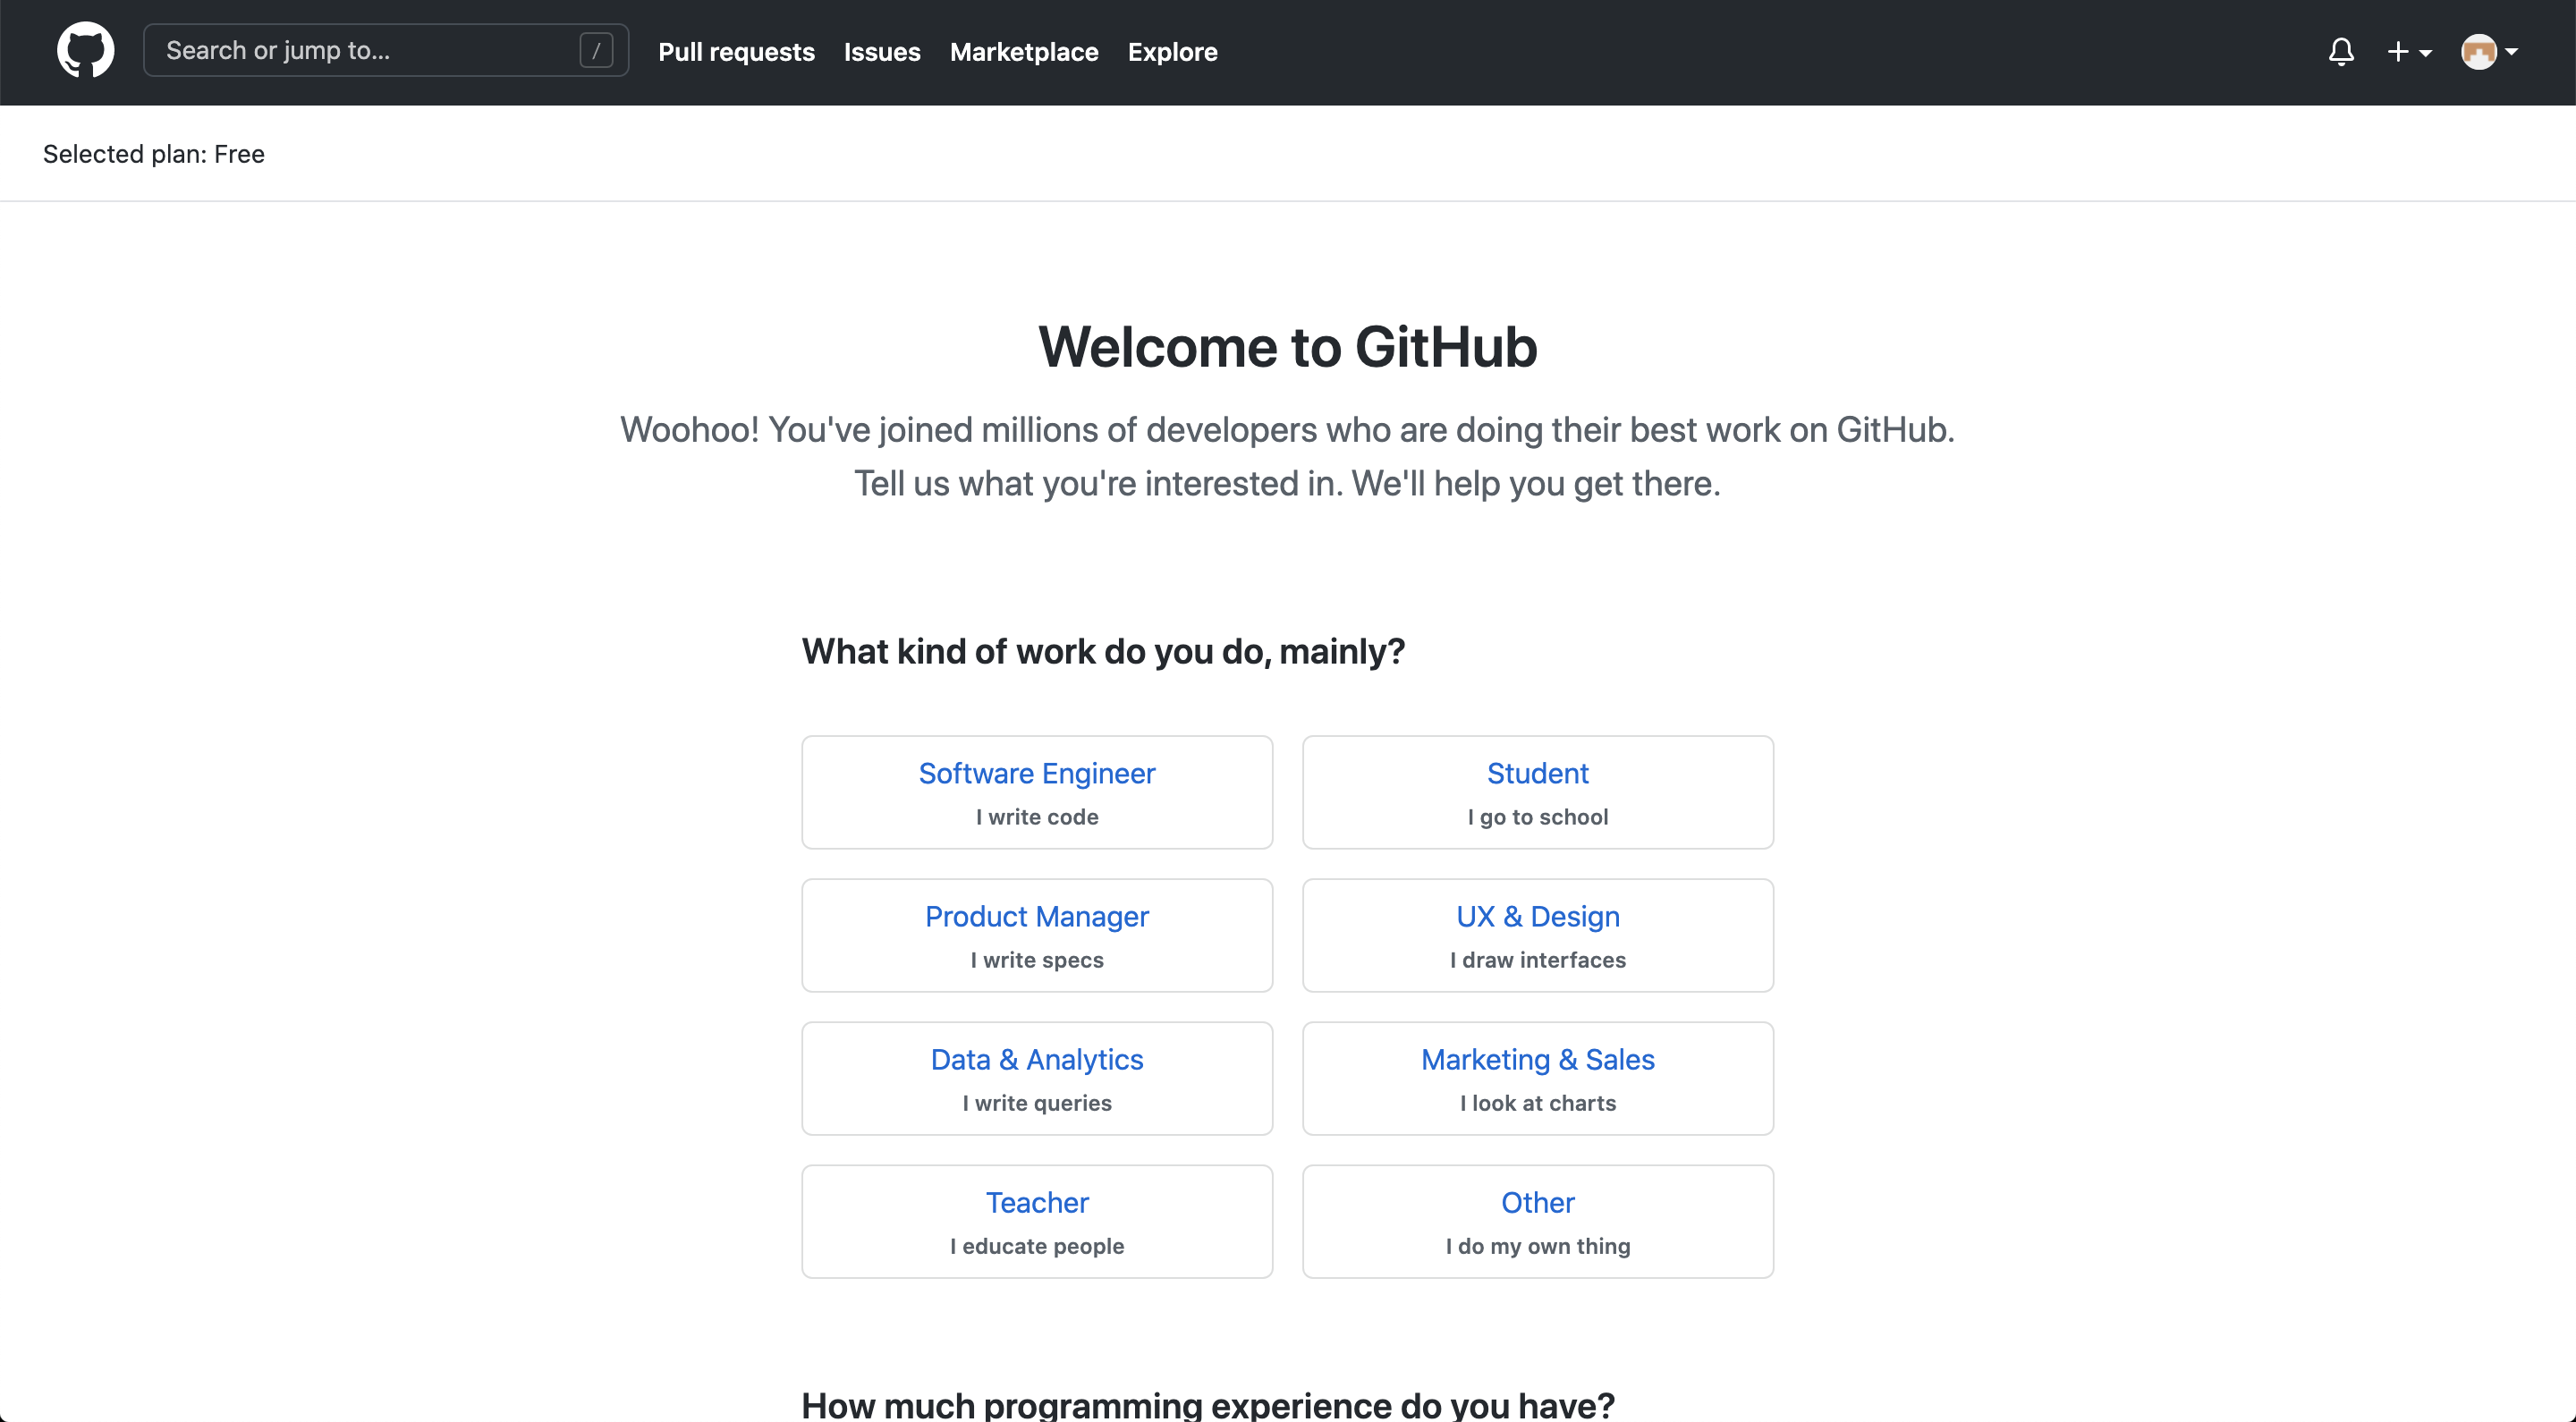 Search or jump to...
/
Pull requests
Issues
Marketplace
Explore
Selected plan: Free
Welcome to GitHub
Woohoo! You've joined millions of developers who are doing their best work on GitHub.
Tell us what you're interested in. We'll help you get there.
What kind of work do you do, mainly?
Software Engineer
I write code
Student
I go to school
Product Manager
I write specs
UX & Design
I draw interfaces
Data & Analytics
I write queries
Marketing & Sales
I look at charts
Teacher
I educate people
Other
I do my own thing
How much programming experience do you have?